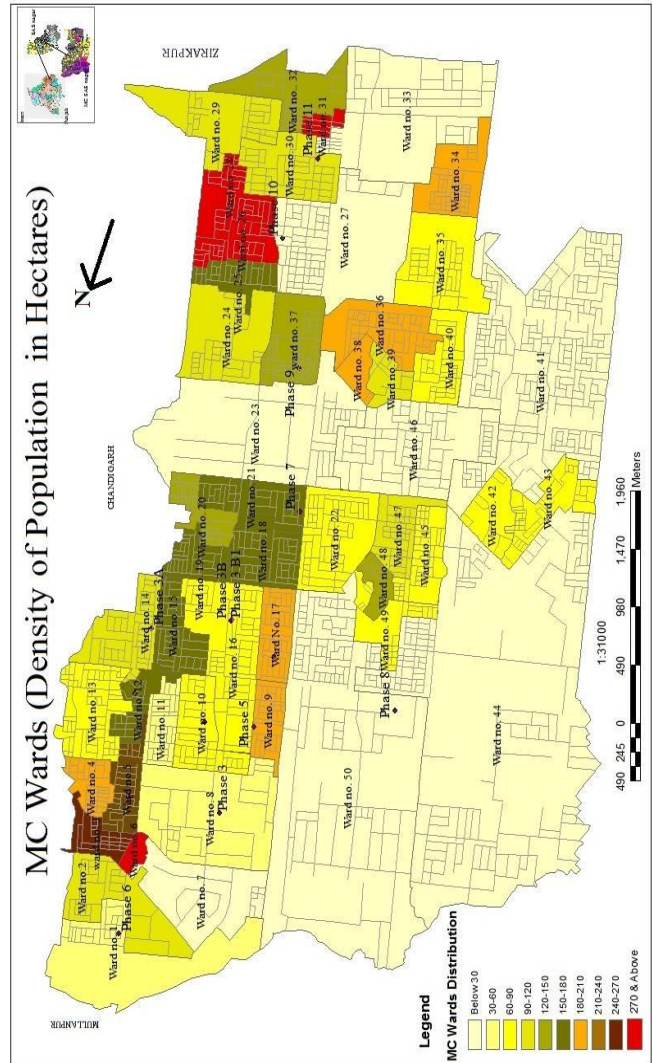 MC Wards (Density of Population in Hectares)
N
MULLANPUR
CHANDIGARH
ZIRAKPUR
Ward no. 1
Phase 6
Ward no. 2
Ward no. 4
Ward no. 7
Ward no. 8
Phase 3
Ward no. 13
Ward no. 12
Ward no. 11
Ward no. 10
Phase 5
Ward no. 9
Ward no. 14
Phase 3A
Ward no. 15
Ward no. 16
Ward No. 17
Phase 3B
Phase 3 B1
Ward no. 19
Ward no. 20
Ward no. 18
Ward no. 21
Phase 7
Ward no. 22
Ward no. 23
Ward no. 24
Ward no. 25
Ward no. 26
Phase 10
Ward no. 27
Ward no. 29
Ward no. 30
Phase 11
Ward no. 31
Ward no. 32
Ward no. 33
Ward no. 34
Ward no. 35
Ward no. 36
Ward no. 37
Phase 9
Ward no. 38
Ward no. 39
Ward no. 40
Ward no. 41
Ward no. 42
Ward no. 43
Ward no. 44
Ward no. 45
Ward no. 46
Ward no. 47
Ward no. 48
Ward no. 49
Phase 8
Ward no. 50
Legend
MC Wards Distribution
Below 30
30-60
60-90
90-120
120-150
150-180
180-210
210-240
240-270
270 & Above
1:31000
490 245 0 490 980 1,470 1,960
Meters